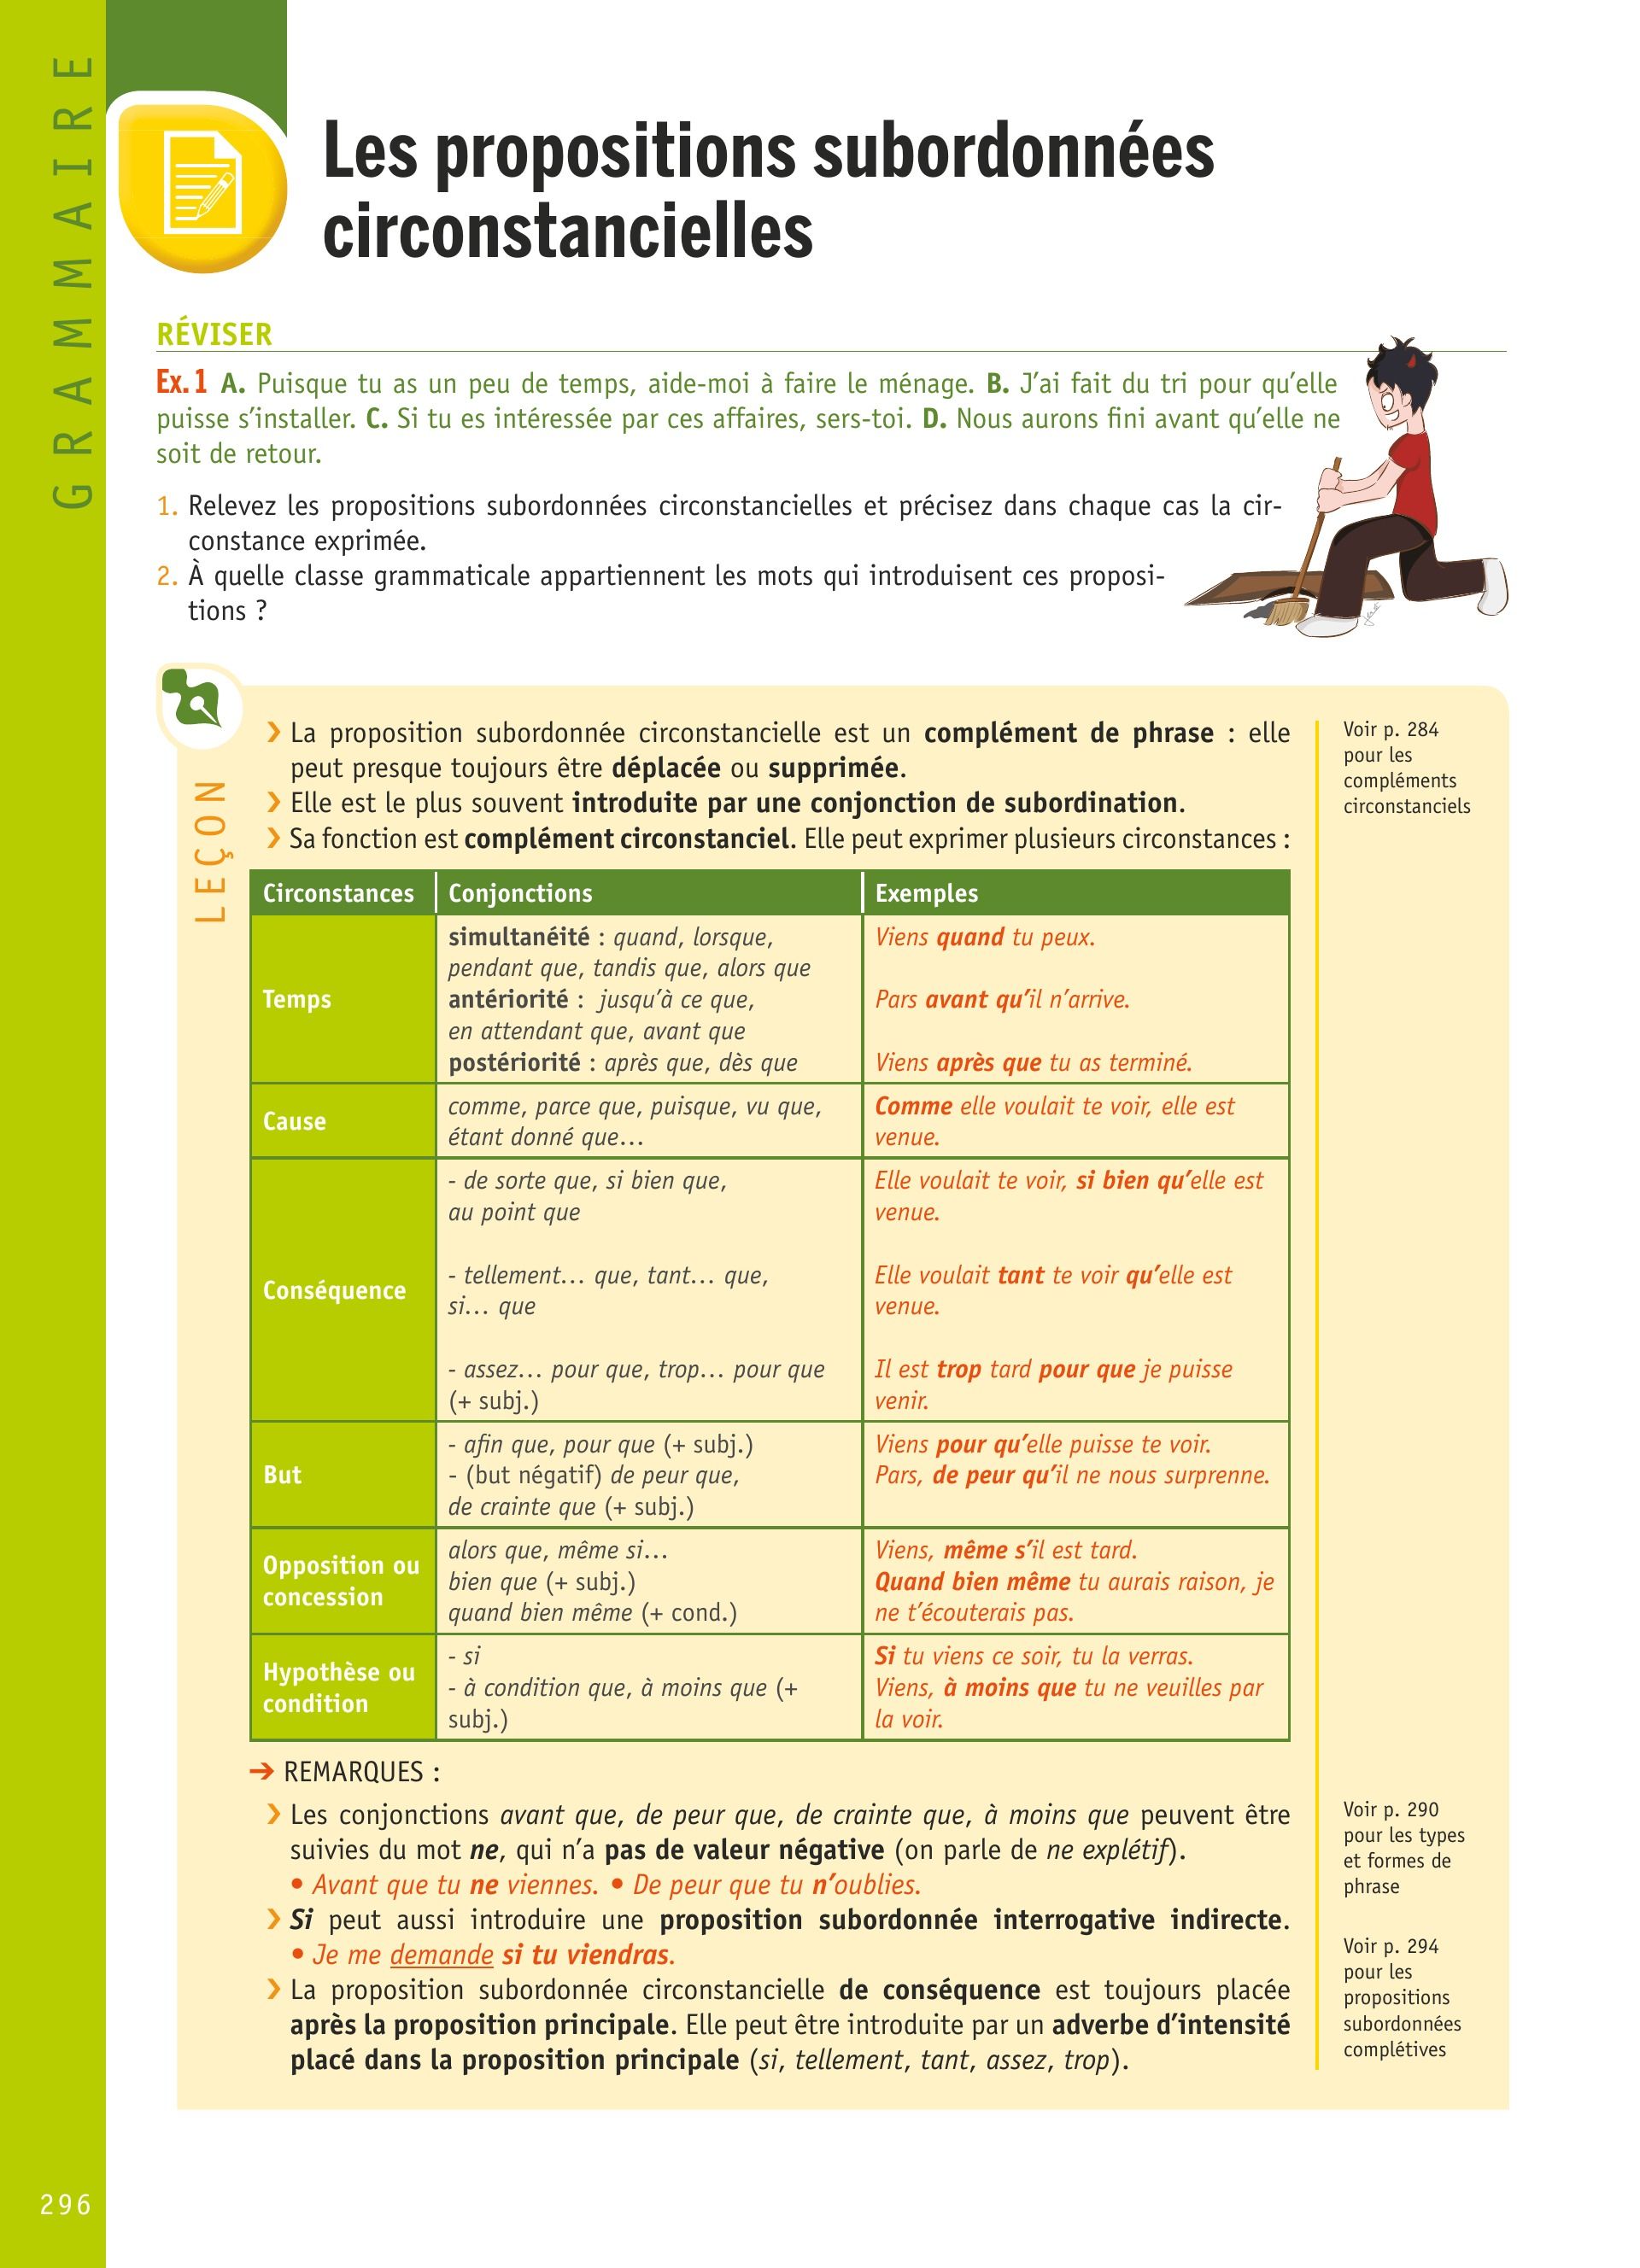 GRAMMAIRE
Les propositions subordonnées
circonstancielles
RÉVISER
Ex. 1 A. Puisque tu as un peu de temps, aide-moi à faire le ménage. B. J’ai fait du tri pour qu’elle
puisse s’installer. C. Si tu es intéressée par ces affaires, sers-toi. D. Nous aurons fini avant qu’elle ne
soit de retour.
1. Relevez les propositions subordonnées circonstancielles et précisez dans chaque cas la cir-
constance exprimée.
2. À quelle classe grammaticale appartiennent les mots qui introduisent ces proposi-
tions ?
LEÇON
› La proposition subordonnée circonstancielle est un complément de phrase : elle
peut presque toujours être déplacée ou supprimée.
› Elle est le plus souvent introduite par une conjonction de subordination.
› Sa fonction est complément circonstanciel. Elle peut exprimer plusieurs circonstances :
Voir p. 284
pour les
compléments
circonstanciels
Circonstances Conjonctions Exemples
Temps
simultanéité : quand, lorsque,
pendant que, tandis que, alors que
antériorité : jusqu’à ce que,
en attendant que, avant que
postériorité : après que, dès que
Viens quand tu peux.
Pars avant qu’il n’arrive.
Viens après que tu as terminé.
Cause
comme, parce que, puisque, vu que,
étant donné que…
Comme elle voulait te voir, elle est
venue.
Conséquence
- de sorte que, si bien que,
au point que
- tellement… que, tant… que,
si… que
- assez… pour que, trop… pour que
(+ subj.)
Elle voulait te voir, si bien qu’elle est
venue.
Elle voulait tant te voir qu’elle est
venue.
Il est trop tard pour que je puisse
venir.
But
- afin que, pour que (+ subj.)
- (but négatif) de peur que,
de crainte que (+ subj.)
Viens pour qu’elle puisse te voir.
Pars, de peur qu’il ne nous surprenne.
Opposition ou
concession
alors que, même si…
bien que (+ subj.)
quand bien même (+ cond.)
Viens, même s’il est tard.
Quand bien même tu aurais raison, je
ne t’écouterais pas.
Hypothèse ou
condition
- si
- à condition que, à moins que (+
subj.)
Si tu viens ce soir, tu la verras.
Viens, à moins que tu ne veuilles par
la voir.
➔ REMARQUES :
› Les conjonctions avant que, de peur que, de crainte que, à moins que peuvent être
suivies du mot ne, qui n’a pas de valeur négative (on parle de ne explétif).
• Avant que tu ne viennes. • De peur que tu n’oublies.
› Si peut aussi introduire une proposition subordonnée interrogative indirecte.
• Je me demande si tu viendras.
› La proposition subordonnée circonstancielle de conséquence est toujours placée
après la proposition principale. Elle peut être introduite par un adverbe d’intensité
placé dans la proposition principale (si, tellement, tant, assez, trop).
Voir p. 290
pour les types
et formes de
phrase
Voir p. 294
pour les
propositions
subordonnées
complétives
296